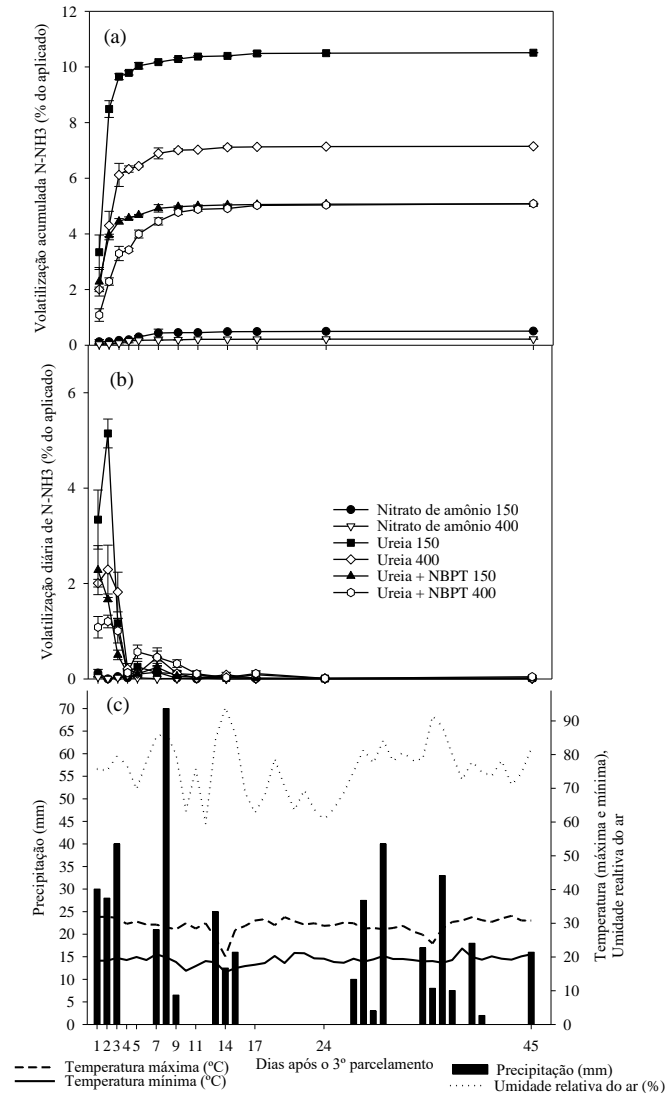 (a)
Volatilização acumulada N-NH3 (% do aplicado)
12
10
8
6
4
2
0
(b)
Volatilização diária de N-NH3 (% do aplicado)
6
4
2
0
Nitrato de amônio 150
Nitrato de amônio 400
Ureia 150
Ureia 400
Ureia + NBPT 150
Ureia + NBPT 400
(c)
Precipitação (mm)
70
65
60
55
50
45
40
35
30
25
20
15
10
5
0
90
80
70
60
50
40
30
20
10
0
Temperatura (máxima e mínima),
Umidade realtiva do ar
1 2 3 4 5 7 9 11 14 17 24 45
Dias após o 3º parcelamento
Temperatura máxima (ºC)
Temperatura mínima (ºC)
Precipitação (mm)
Umidade relativa do ar (%)